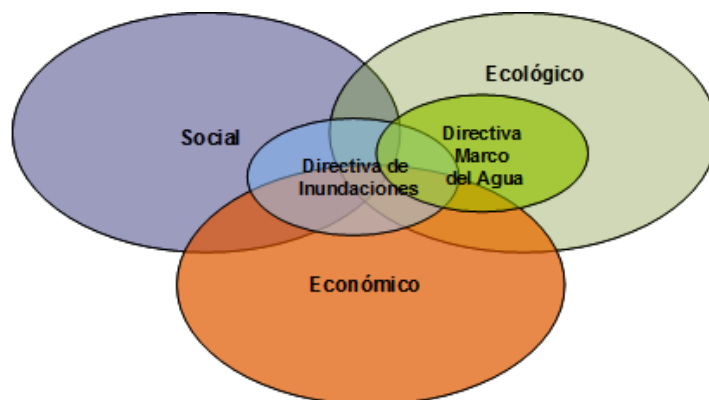 Ecológico
Social
Directiva
Marco
del Agua
Directiva de
Inundaciones
Económico